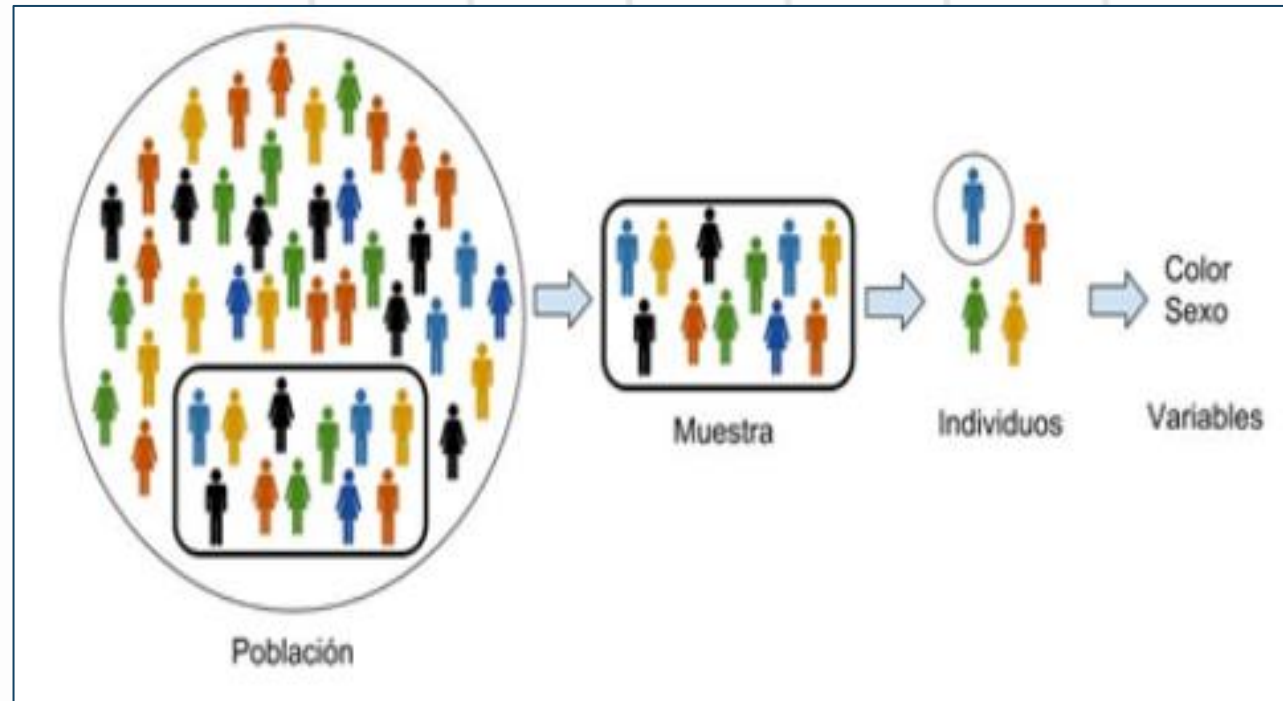 Población
Muestra
Individuos
Color
Sexo
Variables